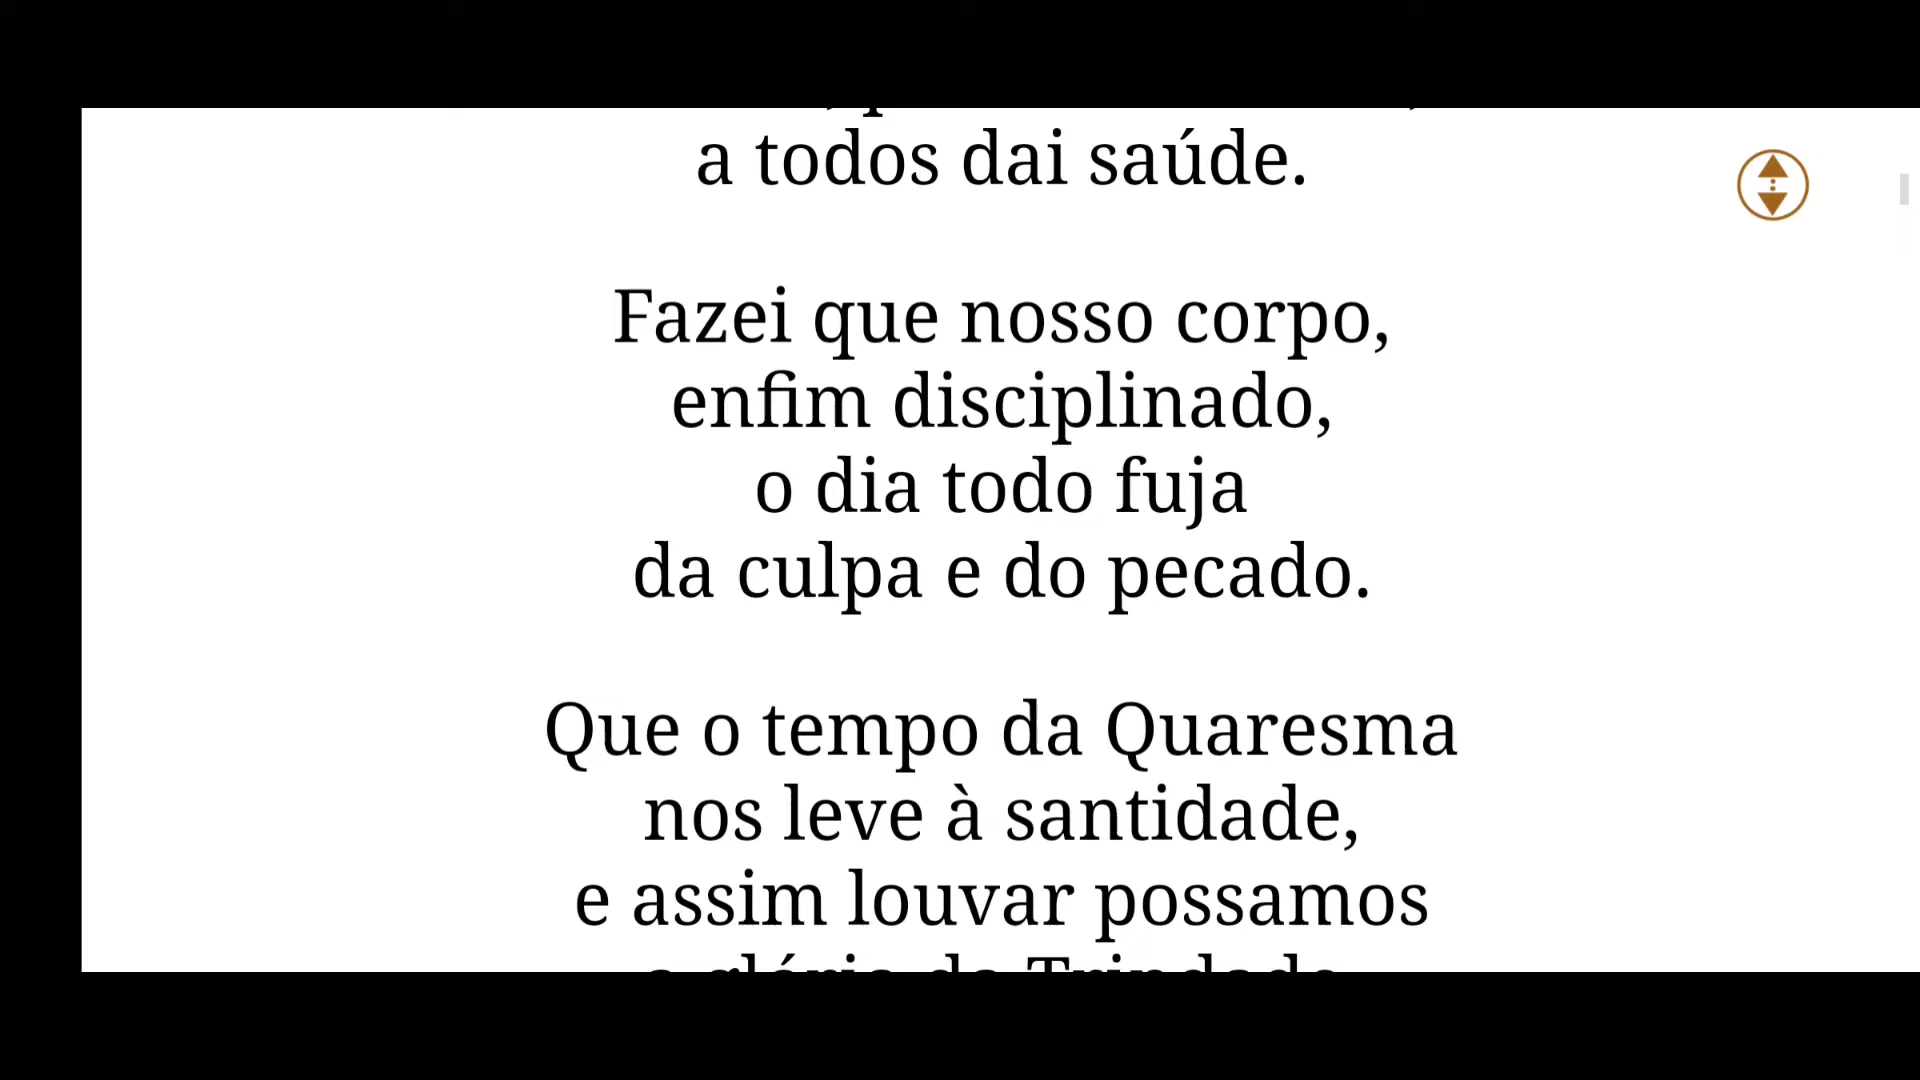 a todos dai saúde.
Fazei que nosso corpo,
enfim disciplinado,
o dia todo fuja
da culpa e do pecado.
Que o tempo da Quaresma
nos leve à santidade,
e assim louvar possamos